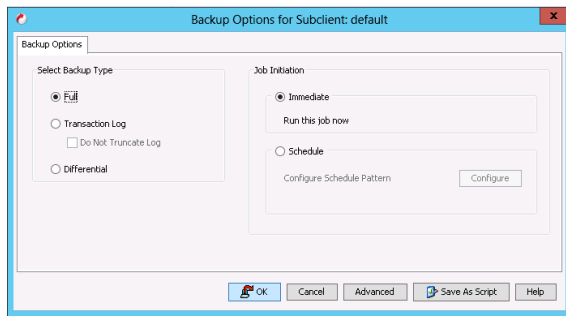 Backup Options for Subclient: default
x
Backup Options
Select Backup Type
Full
Transaction Log
Do Not Truncate Log
Differential
Job Initiation
Immediate
Run this job now
Schedule
Configure Schedule Pattern
Configure
OK
Cancel
Advanced
Save As Script
Help